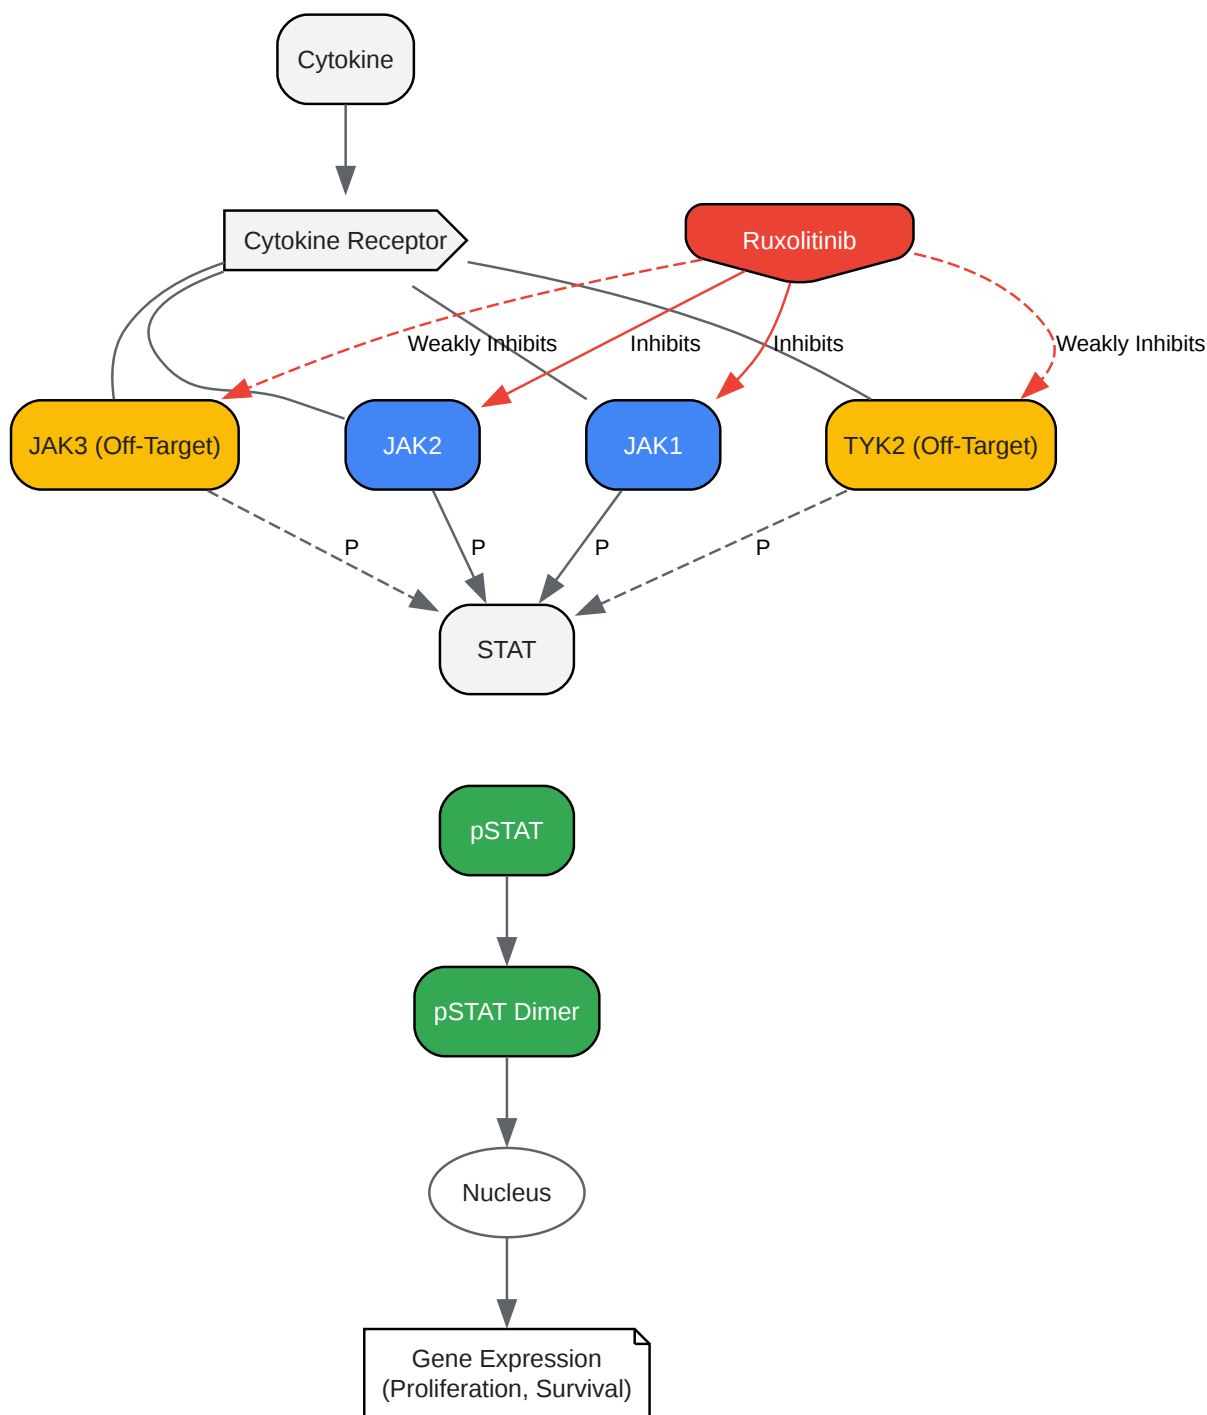 Cytokine
Cytokine Receptor
Ruxolitinib
Weakly Inhibits
Inhibits
Inhibits
Weakly Inhibits
JAK3 (Off-Target)
JAK2
JAK1
TYK2 (Off-Target)
P
P
P
P
STAT
pSTAT
pSTAT Dimer
Nucleus
Gene Expression
(Proliferation, Survival)